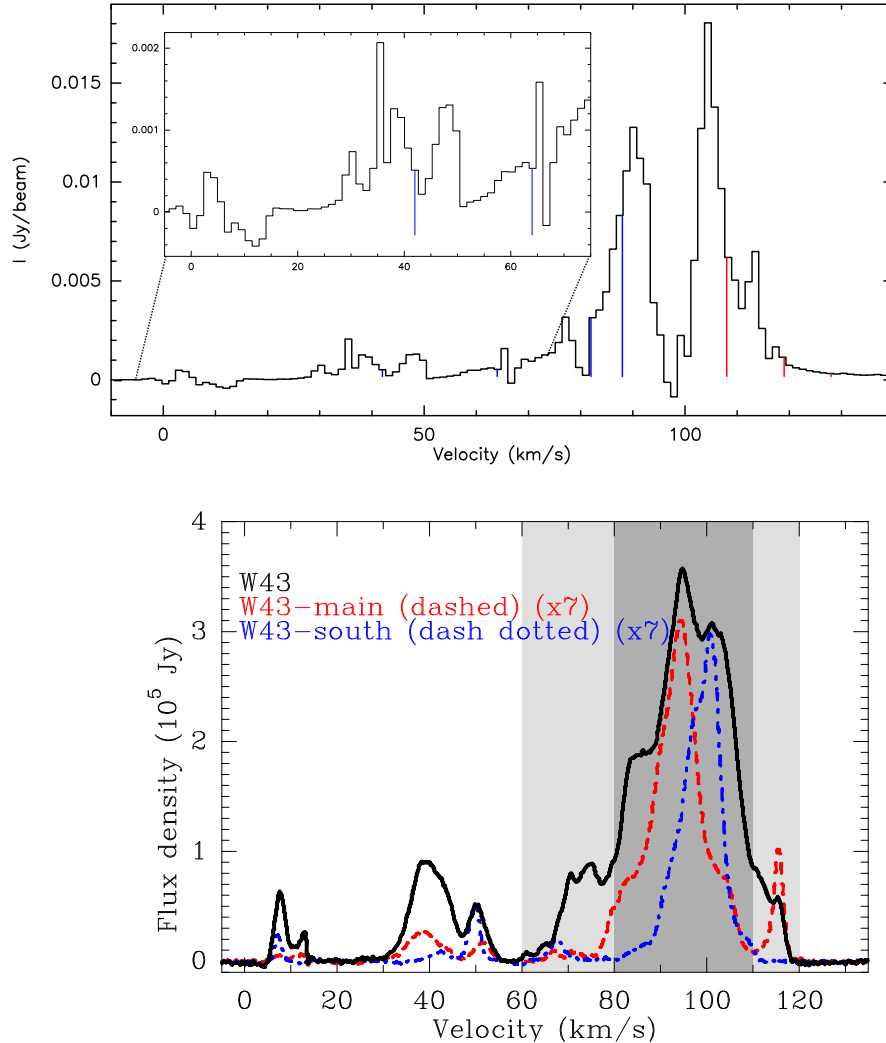 0.015
0.01
0.005
0
I (Jy/beam)
0.002
0.001
0
0 20 40 60
0 50 100
Velocity (km/s)
4
3
2
1
0
Flux density (10⁵ Jy)
W43
W43-main (dashed) (x7)
W43-south (dash dotted) (x7)
0 20 40 60 80 100 120
Velocity (km/s)